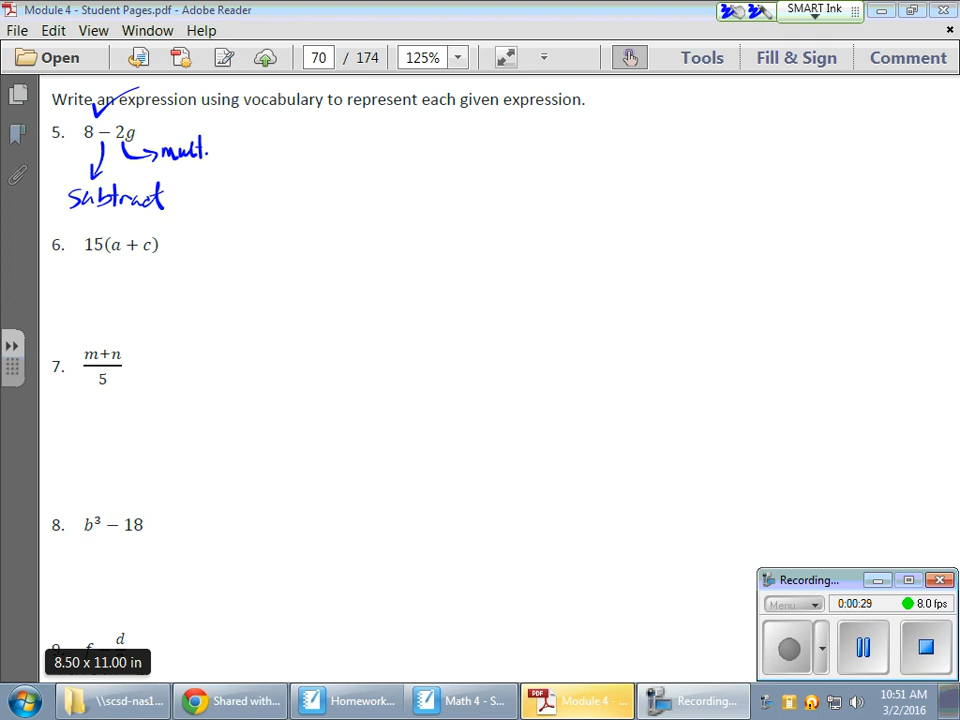 Module 4 - Student Pages.pdf - Adobe Reader
SMART Ink
File Edit View Window Help
Open 70 / 174 125% Tools Fill & Sign Comment
Write an expression using vocabulary to represent each given expression.
5. 8 − 2g
mult.
subtract
6. 15(a + c)
m+n
7.
5
8. b³ − 18
Recording...
Menu 0:00:29 8.0 fps
d
9. f
8.50 x 11.00 in
\\scsd-nas1... Shared with... Homework... Math 4 - S... Module 4 - ... Recording... 10:51 AM
3/2/2016